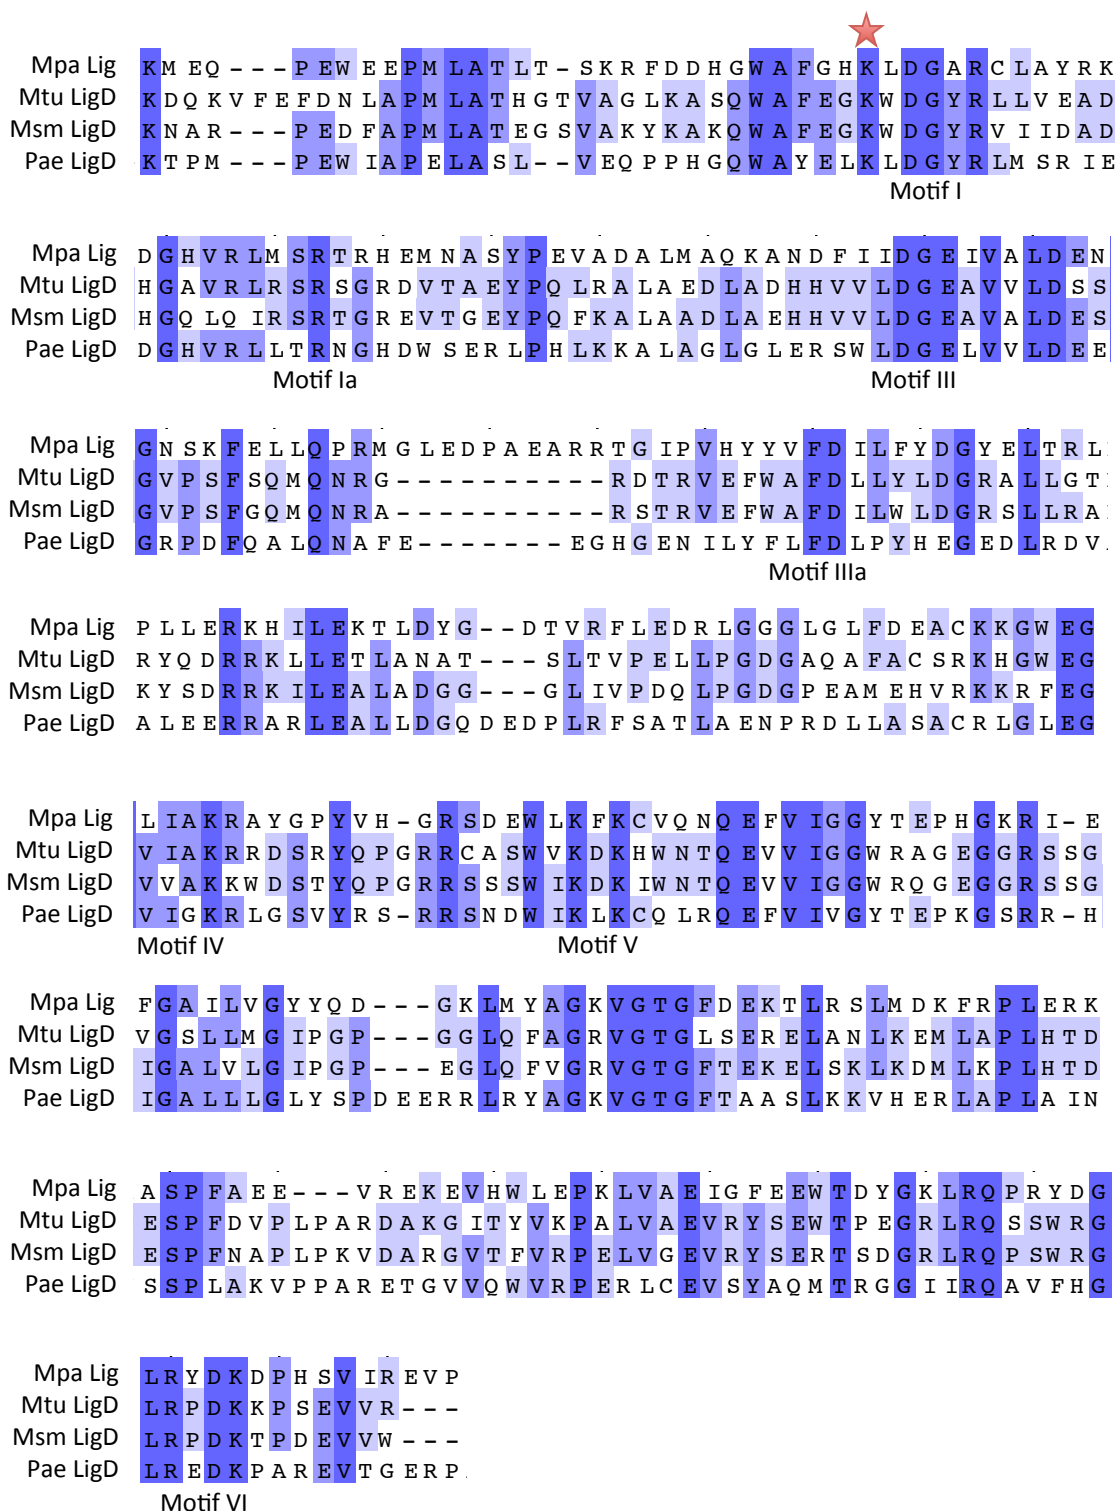 Mpa Lig KMEQ---PEWEEPMLATLT-SKRFDDHGWAFGHKLDGARCLAYRK
Mtu LigD KDQKVFEFDNLAPMLATHGTVAGLKASQWAFEGKWDGYRLLVEAD
Msm LigD KNAR---PEDFAPMLATEGSVAKYKAKQWAFEGKWDGYRVIIDAD
Pae LigD KTPM---PEWIAPELASL--VEQPPHGQWAYELKLDGYRLMSRIE
Motif I
Mpa Lig DGHVRLMSRTRHEMNASYPEVADALMAQKANDFIIDGEIVALDEN
Mtu LigD HGAVRLRSRSGRDVTAEYPQLRALAEDLADHHVVLDGEAVVLDSS
Msm LigD HGQLQIRSRTGREVTGEYPQFKALAADLAEHHVVLDGEAVALDES
Pae LigD DGHVRLLTRNGHDWSERLPHLKKALAGLGLERSWLDGELVVLDEE
Motif Ia Motif III
Mpa Lig GNSKFELLQPRMGLEDPAEARRTGIPVHYYVFDILFYDGYELTRL
Mtu LigD GVPSFSQMQNRG----------RDTRVEFWAFDLLYLDGRALLGT
Msm LigD GVPSFGQMQNRA----------RSTRVEFWAFDILWLDGRSLLRA
Pae LigD GRPDFQALQNAFE-------EGHGENILYFLFDLPYHEGEDLRDV
Motif IIIa
Mpa Lig PLLERKHILEKTLDYG--DTVRFLEDRLGGGLGLFDEACKKGWEG
Mtu LigD RYQDRRKLLETLANAT---SLTVPELLPGDGAQAFACSRKHGWEG
Msm LigD KYSDRRKILEALADGG---GLIVPDQLPGDGPEAMEHVRKKRFEG
Pae LigD ALEERRARLEALLDGQDEDPLRFSATLAENPRDLLASACRLGLEG
Mpa Lig LIAKRAYGPYVH-GRSDEWLKFKCVQNQEFVIGGYTEPHGKRI-E
Mtu LigD VIAKRRDSRYQPGRRCASWVKDKHWNTQEVVIGGWRAGEGGRSSG
Msm LigD VVAKKWDSTYQPGRRSSSWIKDKIWNTQEVVIGGWRQGEGGRSSG
Pae LigD VIGKRLGSVYRS-RRSNDWIKLKCQLRQEFVIVGYTEPKGSRR-H
Motif IV Motif V
Mpa Lig FGAILVGYYQD---GKLMYAGKVGTGFDEKTLRSLMDKFRPLERK
Mtu LigD VGSLLMGIPGP---GGLQFAGRVGTGLSERELANLKEMLAPLHTD
Msm LigD IGALVLGIPGP---EGLQFVGRVGTGFTEKELSKLKDMLKPLHTD
Pae LigD IGALLLGLYSPDEERRLRYAGKVGTGFTAASLKKVHERLAPLAIN
Mpa Lig ASPFAEE---VREKEVHWLEPKLVAEIGFEEWTDYGKLRQPRYDG
Mtu LigD ESPFDVPLPARDAKGITYVKPALVAEVRYSEWTPEGRLRQSSWRG
Msm LigD ESPFNAPLPKVDARGVTFVRPELVGEVRYSERTSDGRLRQPSWRG
Pae LigD SSPLAKVPPARETGVVQWVRPERLCEVSYAQMTRGGIIRQAVFHG
Mpa Lig LRYDKDPHSVIREVP
Mtu LigD LRPDKKPSEVVR---
Msm LigD LRPDKTPDEVVW---
Pae LigD LREDKPAREVTGERP
Motif VI